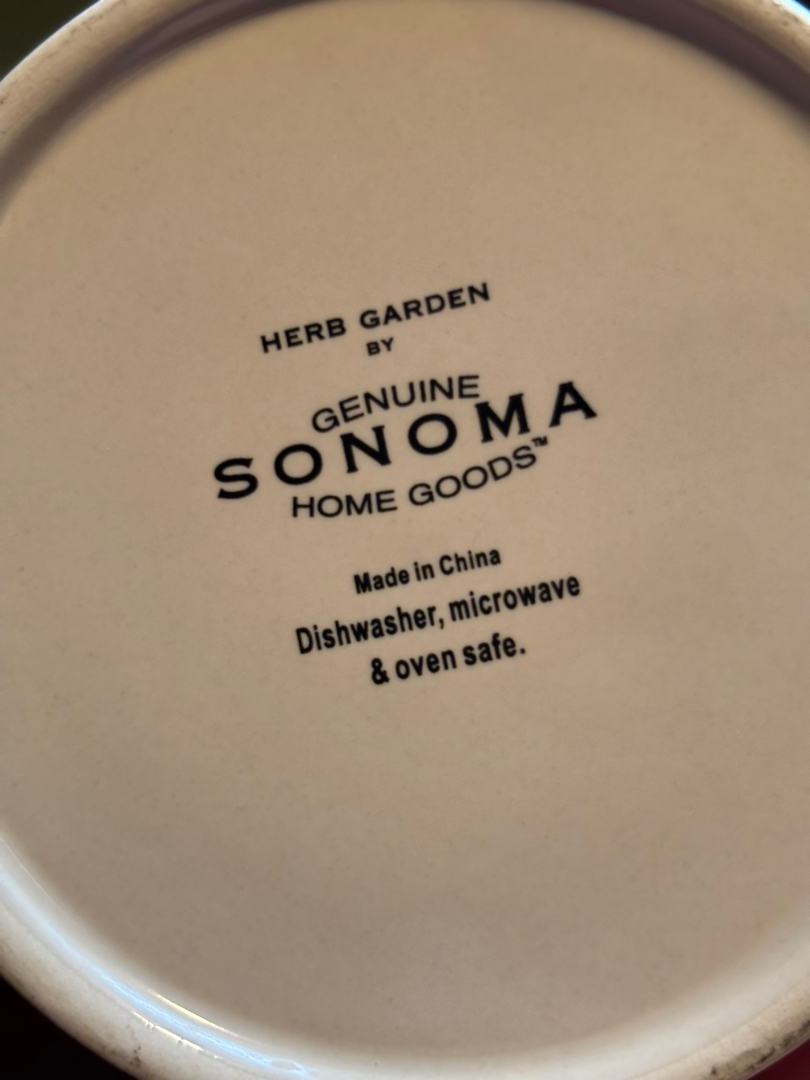 HERB GARDEN
BY
GENUINE
SONOMA
HOME GOODS™
Made in China
Dishwasher, microwave
& oven safe.